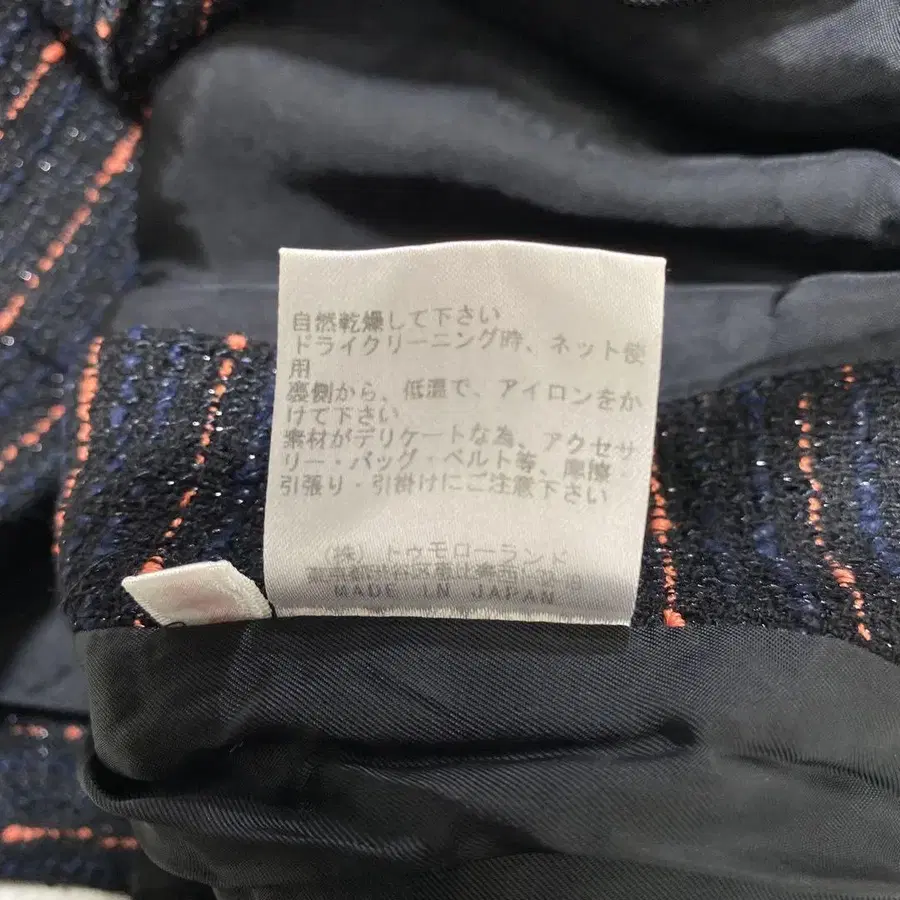 自然乾燥して下さい
ドライクリーニング時、ネット使
用
裏側から、低温で、アイロンをか
けて下さい
素材がデリケートな為、アクセサ
リー・バッグ・ベルト等、摩擦
引張り・引掛けにご注意下さい
(株)トゥモローランド
MADE IN JAPAN